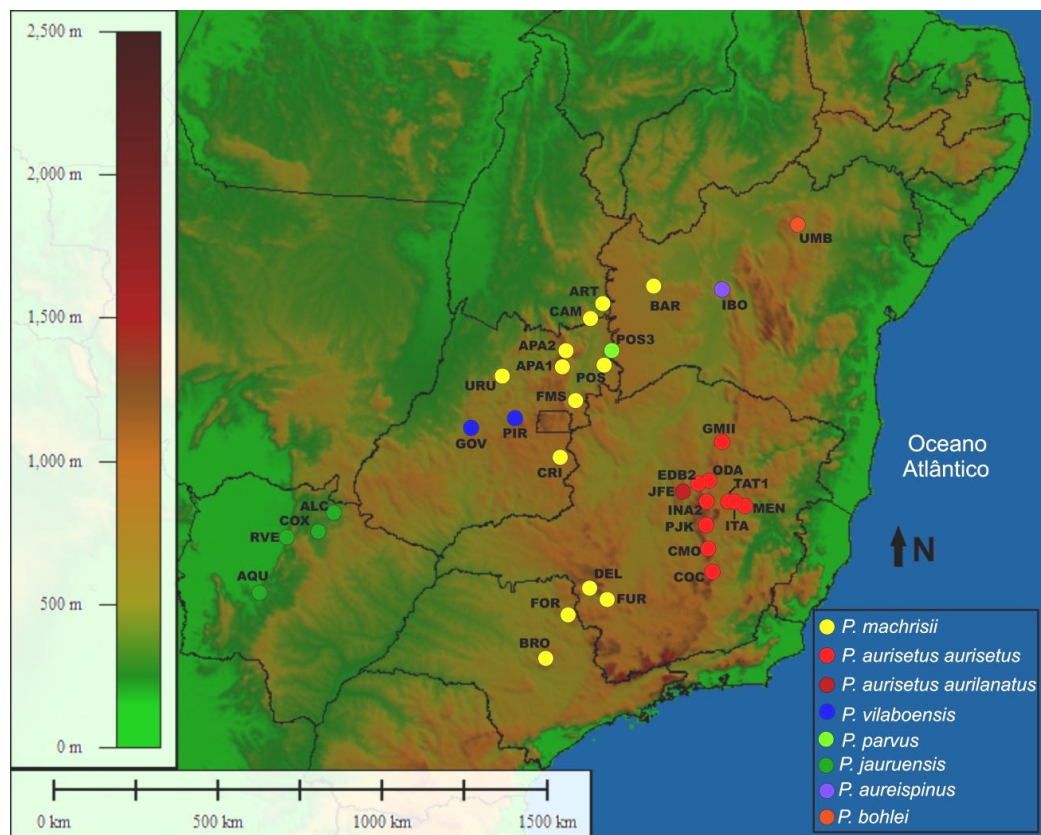 2,500 m
2,000 m
1,500 m
1,000 m
500 m
0 m
UMB
ART
BAR
IBO
CAM
APA2
POS3
APA1
POS
URU
FMS
GOV
PIR
GMII
CRI
Oceano
Atlântico
EDB2
ODA
JFE
TAT1
INA2
MEN
ITA
ALC
COX
RVE
PJK
CMO
N
AQU
DEL
COC
FOR
FUR
BRO
P. machrisii
P. aurisetus aurisetus
P. aurisetus aurilanatus
P. vilaboensis
P. parvus
P. jauruensis
P. aureispinus
P. bohlei
0 km
500 km
1000 km
1500 km